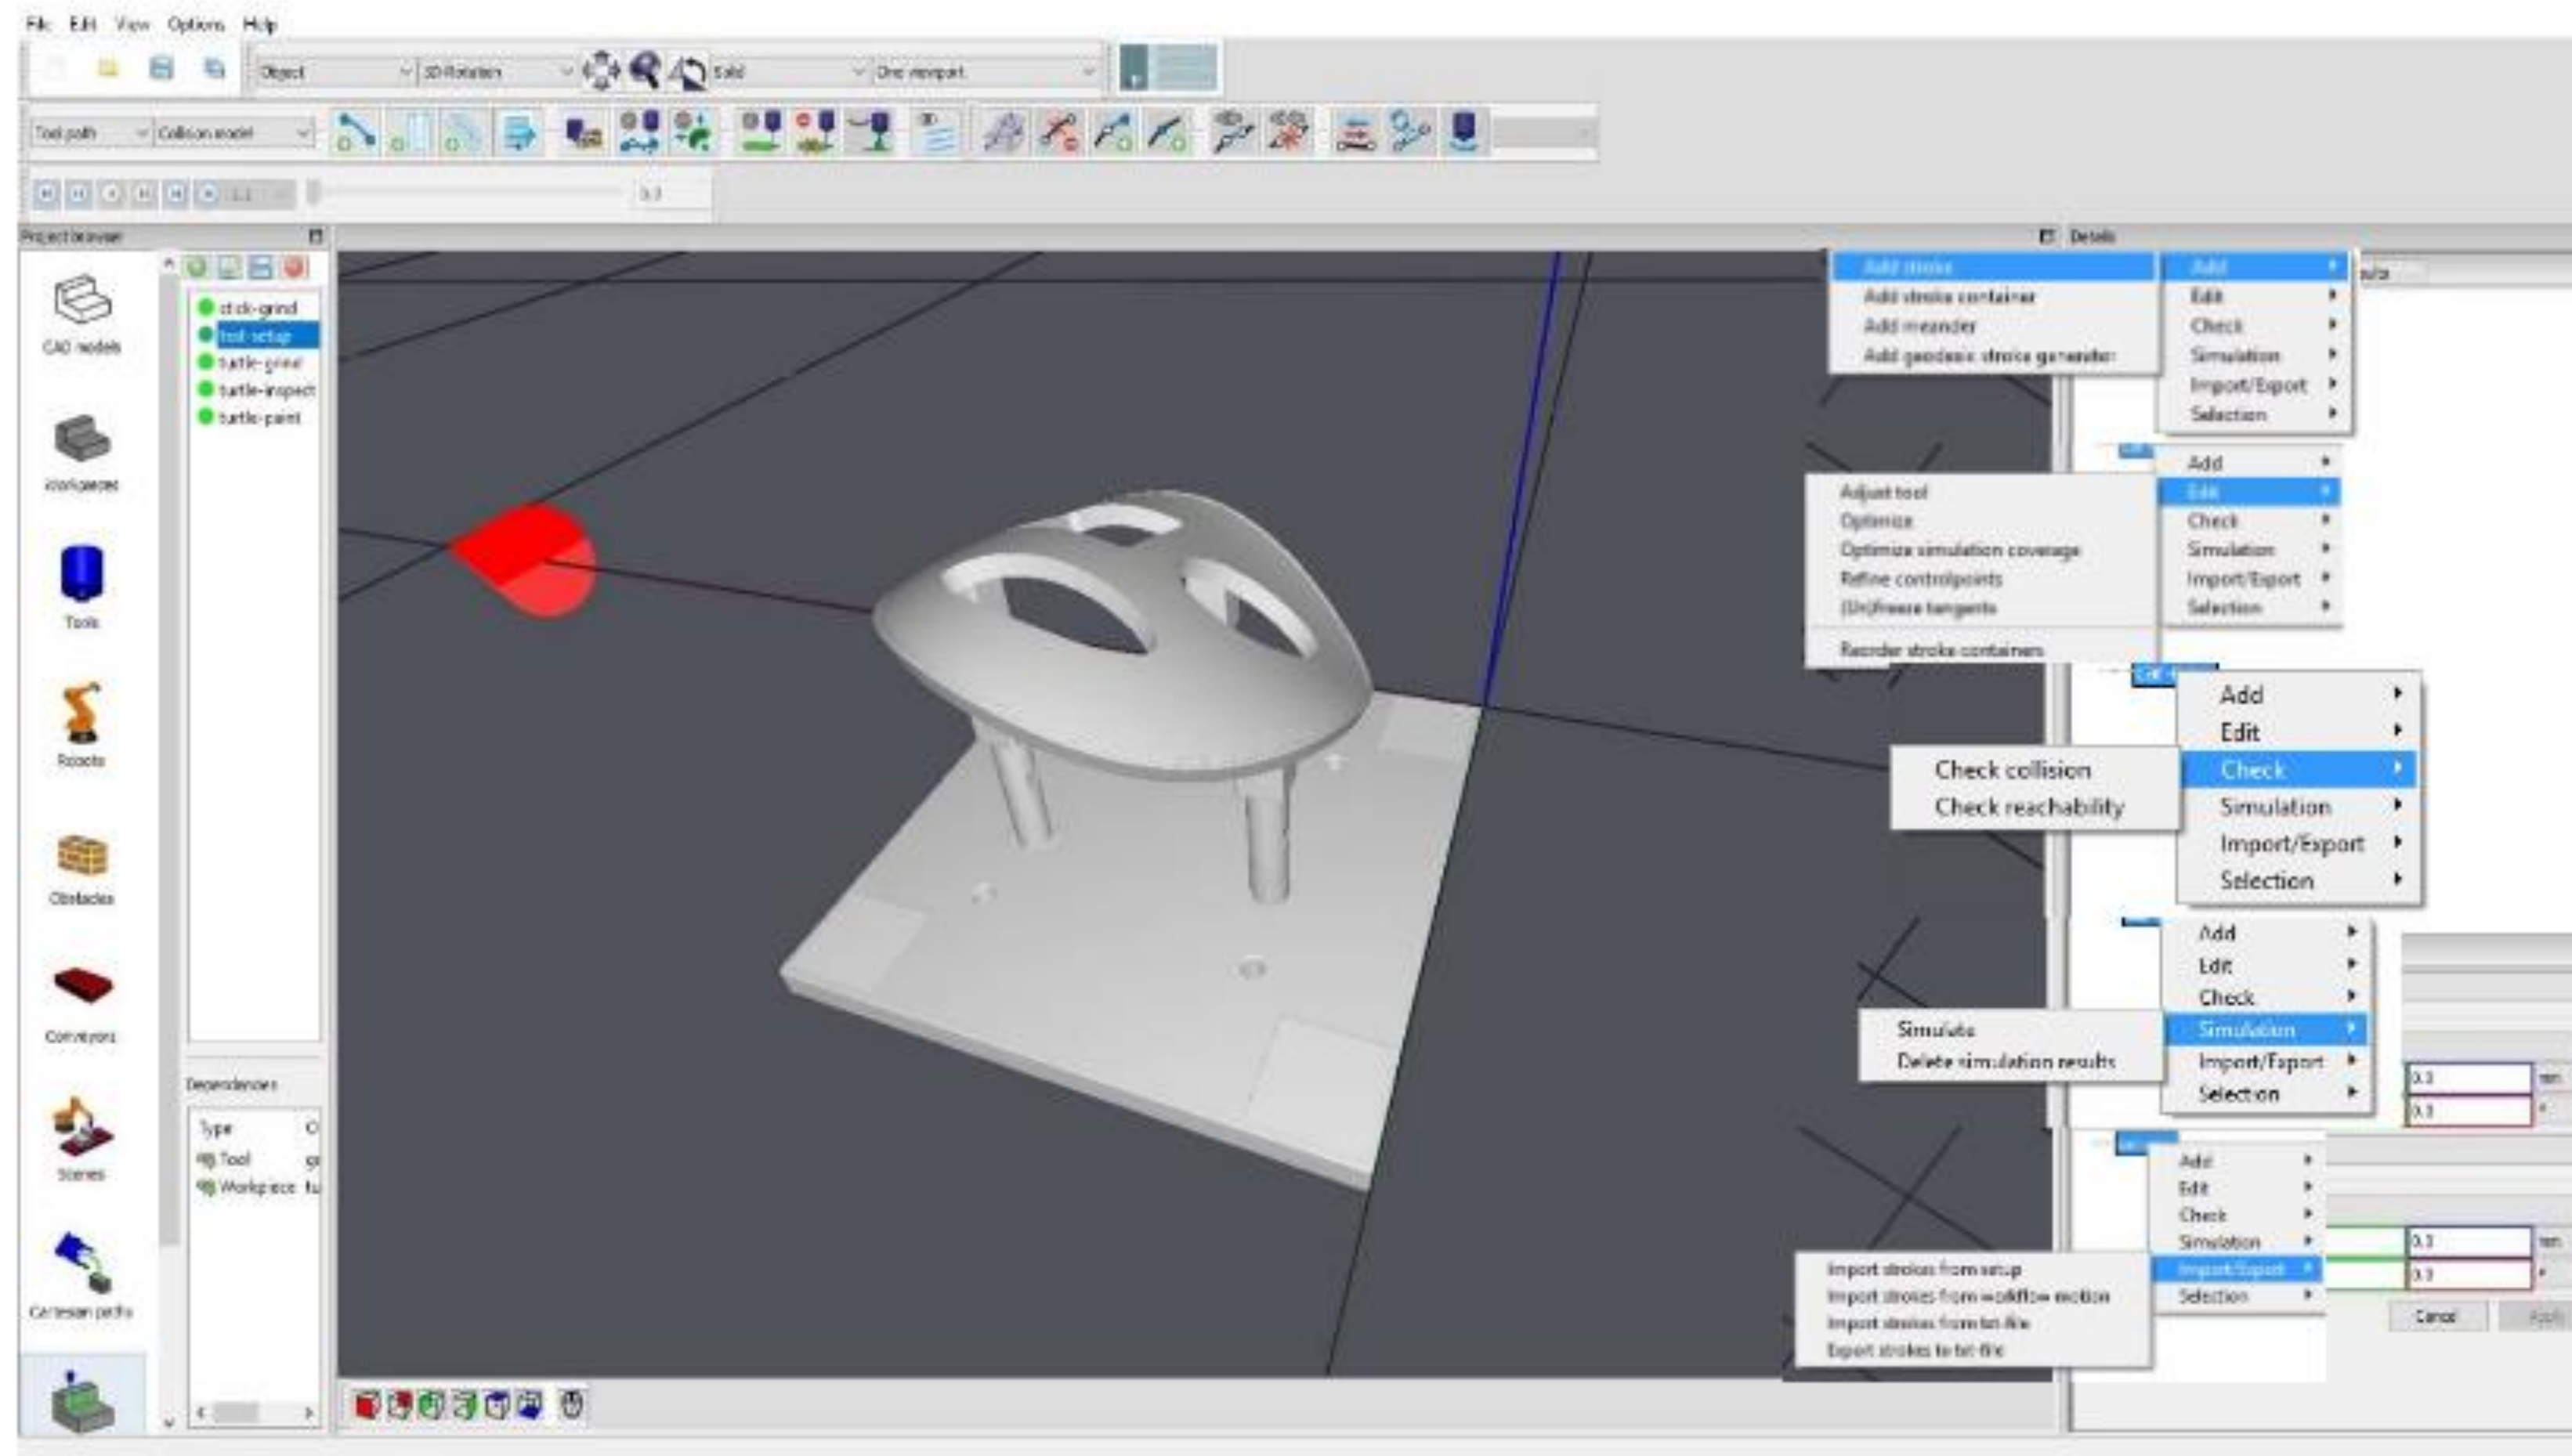 File Edit View Options Help
Object 3D-Rotation Solid One viewport
Tool path Collision model
Project browser
Details
CAD models
Workpieces
Tools
Robots
Obstacles
Conveyors
Scenes
Cartesian paths
stick-grind
tool-setup
turtle-grind
turtle-inspect
turtle-paint
Dependencies
Type
Tool
Workpiece tu
Add stroke
Add stroke container
Add meander
Add geodesic stroke generator
Add
Edit
Check
Simulation
Import/Export
Selection
Adjust tool
Optimize
Optimize simulation coverage
Refine controlpoints
(Un)freeze tangents
Reorder stroke containers
Add
Edit
Check
Simulation
Import/Export
Selection
Check collision
Check reachability
Add
Edit
Check
Simulation
Import/Export
Selection
Simulate
Delete simulation results
Add
Edit
Check
Simulation
Import/Export
Selection
Import strokes from setup
Import strokes from workflow motion
Import strokes from txt-file
Export strokes to txt-file
Add
Edit
Check
Simulation
Import/Export
Selection
Cancel Apply